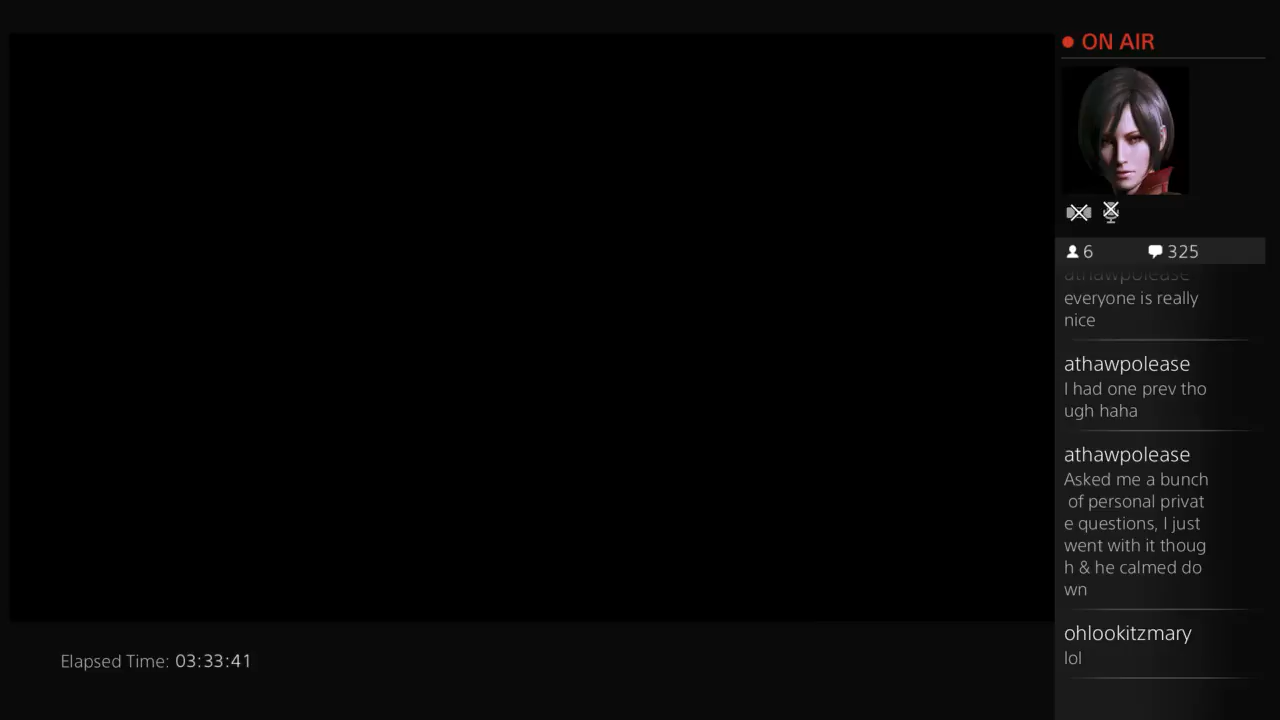 ON AIR
6 325
athawpolease
everyone is really
nice
athawpolease
I had one prev tho
ugh haha
athawpolease
Asked me a bunch
of personal privat
e questions, I just
went with it thoug
h & he calmed do
wn
ohlookitzmary
lol
Elapsed Time: 03:33:41